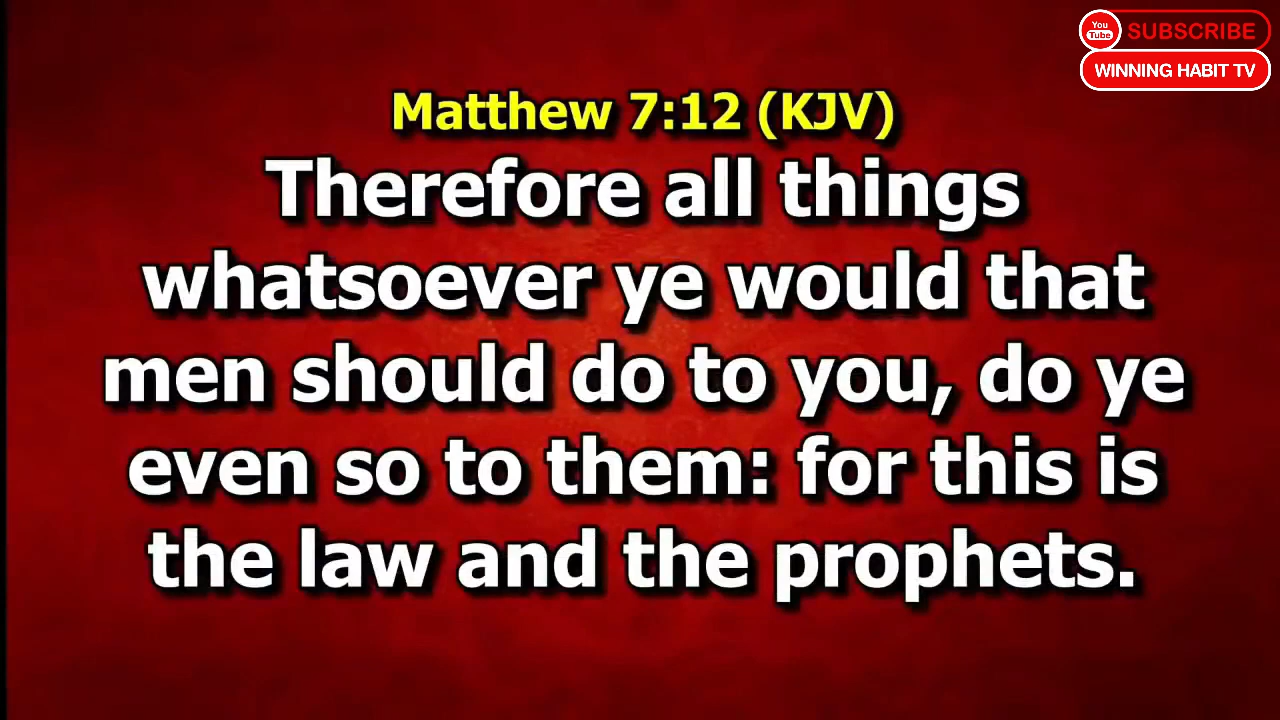 You
Tube
SUBSCRIBE
WINNING HABIT TV
Matthew 7:12 (KJV)
Therefore all things
whatsoever ye would that
men should do to you, do ye
even so to them: for this is
the law and the prophets.